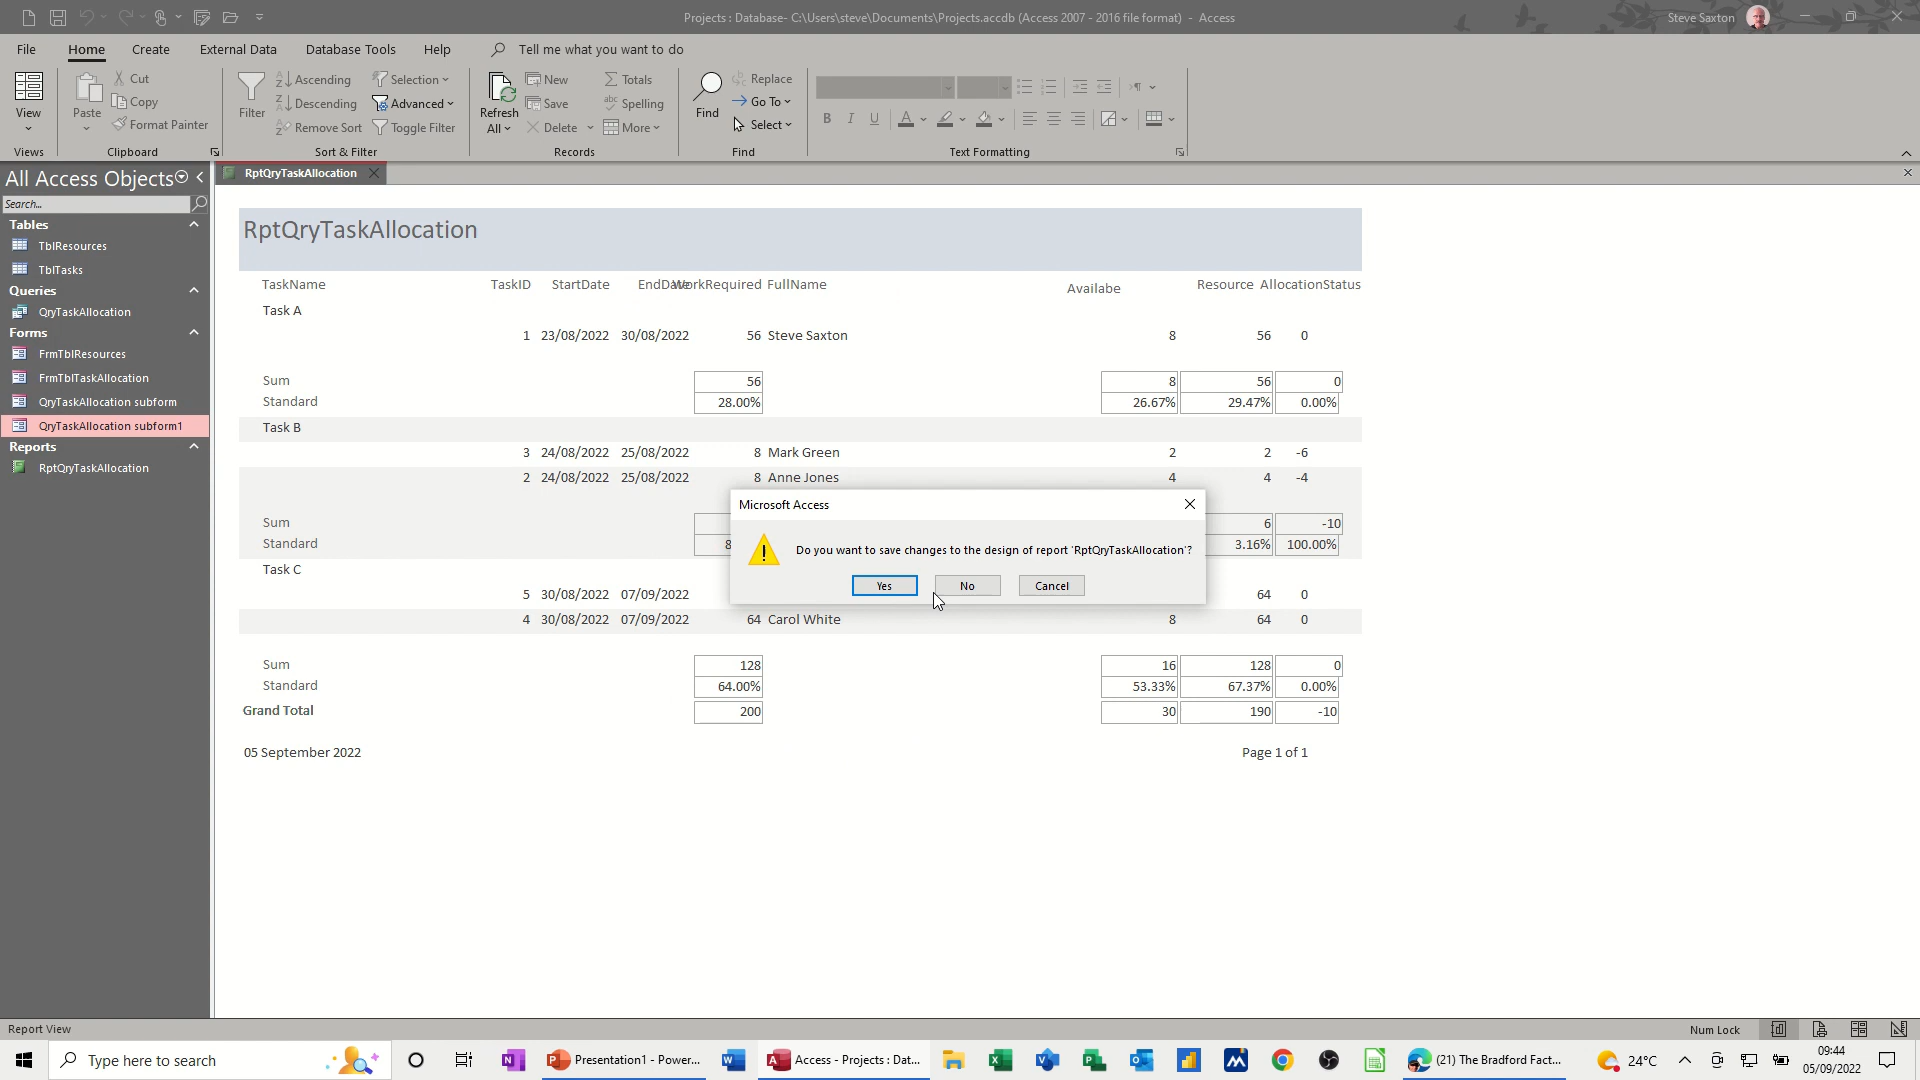 Projects : Database- C:\Users\steve\Documents\Projects.accdb (Access 2007 - 2016 file format)  -  Access
Steve Saxton
File Home Create External Data Database Tools Help Tell me what you want to do
View
Views
Paste
Cut
Copy
Format Painter
Clipboard
Filter
Ascending
Descending
Remove Sort
Selection
Advanced
Toggle Filter
Sort & Filter
Refresh
All
New
Save
Delete
Totals
Spelling
More
Records
Find
Replace
Go To
Select
Find
B I U A
Text Formatting
All Access Objects
Search...
Tables
TblResources
TblTasks
Queries
QryTaskAllocation
Forms
FrmTblResources
FrmTblTaskAllocation
QryTaskAllocation subform
QryTaskAllocation subform1
Reports
RptQryTaskAllocation
RptQryTaskAllocation
RptQryTaskAllocation
TaskName TaskID StartDate EndDate WorkRequired FullName Availabe Resource AllocationStatus
Task A
1 23/08/2022 30/08/2022 56 Steve Saxton 8 56 0
Sum 56 8 56 0
Standard 28.00% 26.67% 29.47% 0.00%
Task B
3 24/08/2022 25/08/2022 8 Mark Green 2 2 -6
2 24/08/2022 25/08/2022 8 Anne Jones 4 4 -4
Sum 6 -10
Standard 8 3.16% 100.00%
Task C
5 30/08/2022 07/09/2022 64 0
4 30/08/2022 07/09/2022 64 Carol White 8 64 0
Sum 128 16 128 0
Standard 64.00% 53.33% 67.37% 0.00%
Grand Total 200 30 190 -10
05 September 2022 Page 1 of 1
Microsoft Access
Do you want to save changes to the design of report 'RptQryTaskAllocation'?
Yes No Cancel
Report View
Num Lock
Type here to search
Presentation1 - Power...
Access - Projects : Dat...
(21) The Bradford Fact...
24°C
09:44
05/09/2022